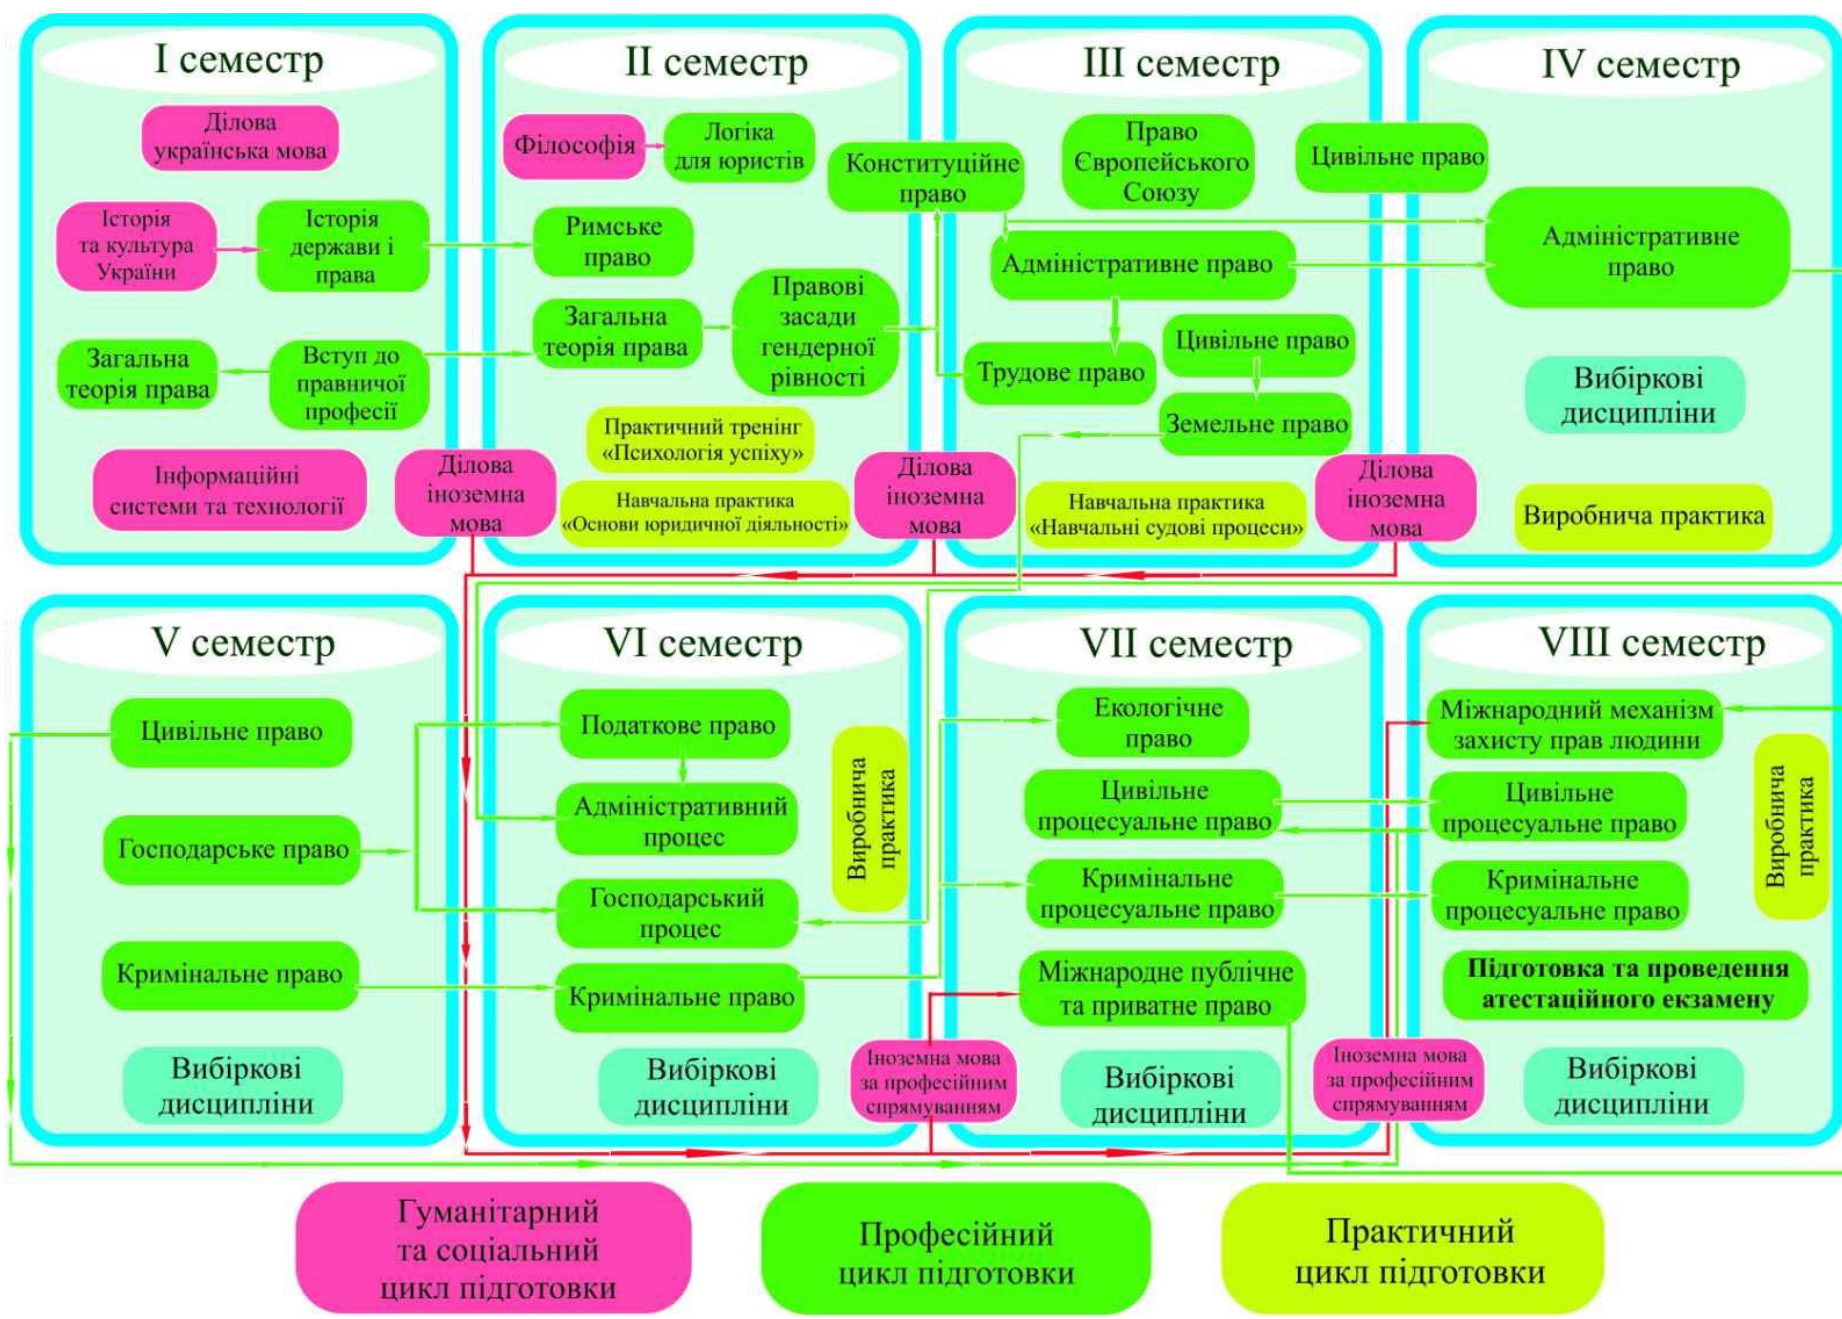 I семестр
Ділова
українська мова
Історія
та культура
України
Історія
держави і
права
Загальна
теорія права
Вступ до
правничої
професії
Інформаційні
системи та технології
Ділова
іноземна
мова
II семестр
Філософія
Логіка
для юристів
Римське
право
Загальна
теорія права
Правові
засади
гендерної
рівності
Практичний тренінг
«Психологія успіху»
Навчальна практика
«Основи юридичної діяльності»
Конституційне
право
Ділова
іноземна
мова
III семестр
Право
Європейського
Союзу
Адміністративне право
Цивільне право
Трудове право
Земельне право
Навчальна практика
«Навчальні судові процеси»
Цивільне право
Ділова
іноземна
мова
IV семестр
Адміністративне
право
Вибіркові
дисципліни
Виробнича практика
V семестр
Цивільне право
Господарське право
Кримінальне право
Вибіркові
дисципліни
VI семестр
Податкове право
Адміністративний
процес
Господарський
процес
Кримінальне право
Виробнича
практика
Вибіркові
дисципліни
Іноземна мова
за професійним
спрямуванням
VII семестр
Екологічне
право
Цивільне
процесуальне право
Кримінальне
процесуальне право
Міжнародне публічне
та приватне право
Вибіркові
дисципліни
Іноземна мова
за професійним
спрямуванням
VIII семестр
Міжнародний механізм
захисту прав людини
Цивільне
процесуальне право
Кримінальне
процесуальне право
Виробнича
практика
Підготовка та проведення
атестаційного екзамену
Вибіркові
дисципліни
Гуманітарний
та соціальний
цикл підготовки
Професійний
цикл підготовки
Практичний
цикл підготовки